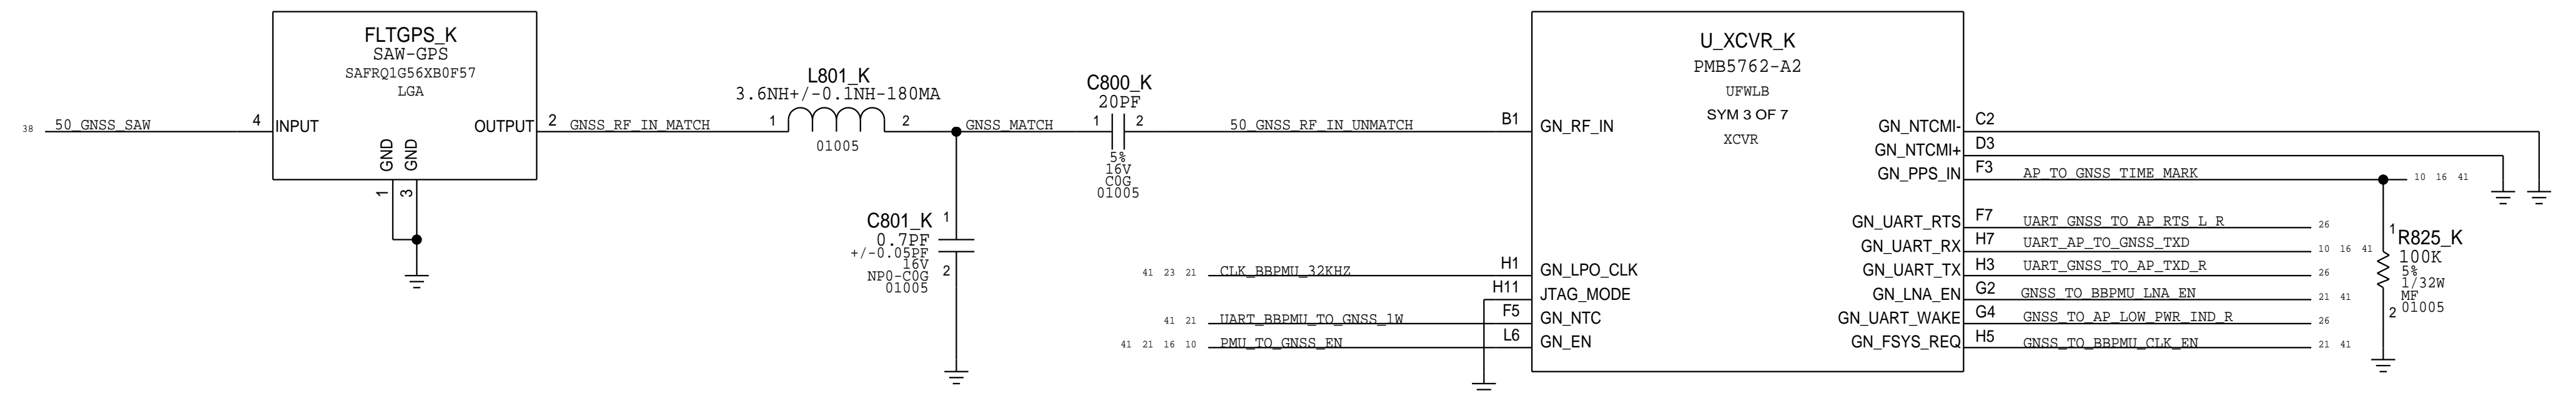 FLTGPS_K
SAW-GPS
SAFRQ1G56XB0F57
LGA
38 50_GNSS_SAW 4 INPUT
OUTPUT 2 GNSS_RF_IN_MATCH
GND GND
1 3
L801_K
3.6NH+/-0.1NH-180MA
1 2
01005
GNSS_MATCH
C800_K
20PF
1 2
5%
16V
C0G
01005
50_GNSS_RF_IN_UNMATCH
C801_K 1
0.7PF
+/-0.05PF
16V
NP0-C0G 2
01005
U_XCVR_K
PMB5762-A2
UFWLB
SYM 3 OF 7
XCVR
B1 GN_RF_IN
41 23 21 CLK_BBPMU_32KHZ H1 GN_LPO_CLK
H11 JTAG_MODE
41 21 UART_BBPMU_TO_GNSS_1W F5 GN_NTC
41 21 16 10 PMU_TO_GNSS_EN L6 GN_EN
GN_NTCMI- C2
GN_NTCMI+ D3
GN_PPS_IN F3 AP_TO_GNSS_TIME_MARK 10 16 41
GN_UART_RTS F7 UART_GNSS_TO_AP_RTS_L_R 26
GN_UART_RX H7 UART_AP_TO_GNSS_TXD 10 16 41
GN_UART_TX H3 UART_GNSS_TO_AP_TXD_R 26
GN_LNA_EN G2 GNSS_TO_BBPMU_LNA_EN 21 41
GN_UART_WAKE G4 GNSS_TO_AP_LOW_PWR_IND_R 26
GN_FSYS_REQ H5 GNSS_TO_BBPMU_CLK_EN 21 41
1 R825_K
100K
5%
1/32W
MF
2 01005